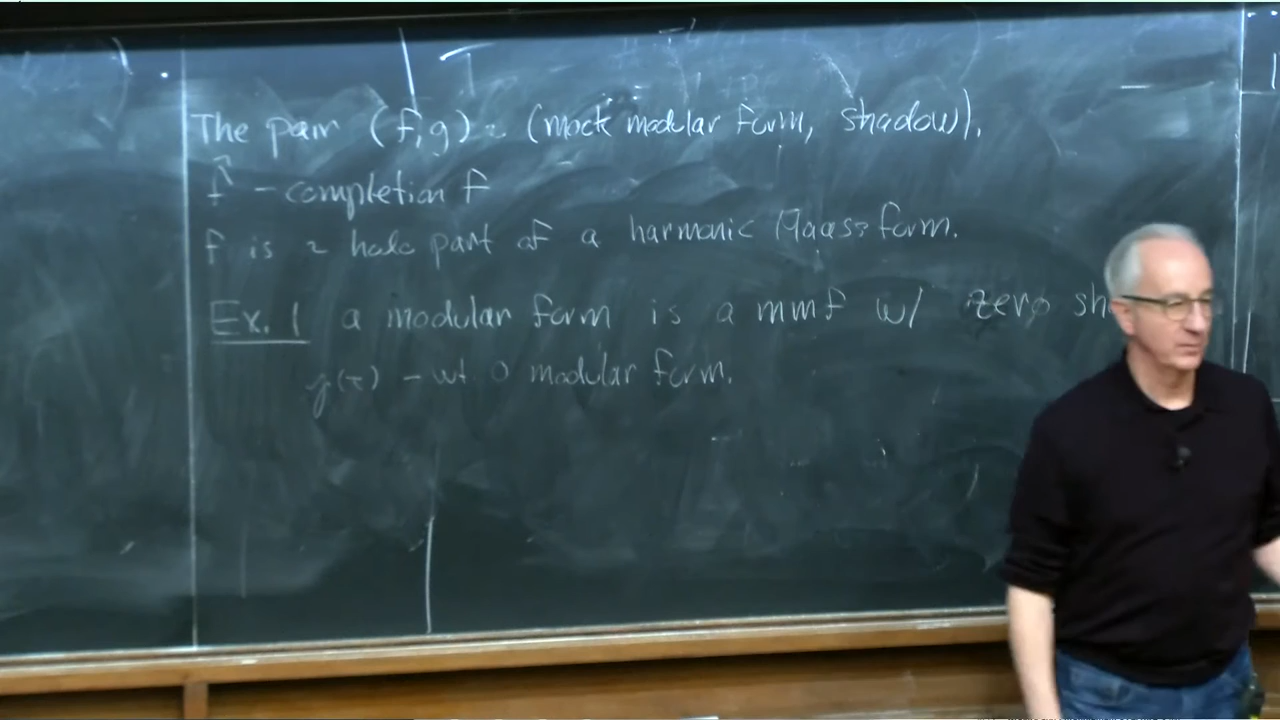 The pair (f,g) = (mock modular form, shadow).
f̂ - completion f
f is a half part of a harmonic Maass form.
Ex. 1 a modular form is a mmf w/ zero sh
j(τ) - wt. 0 modular form.